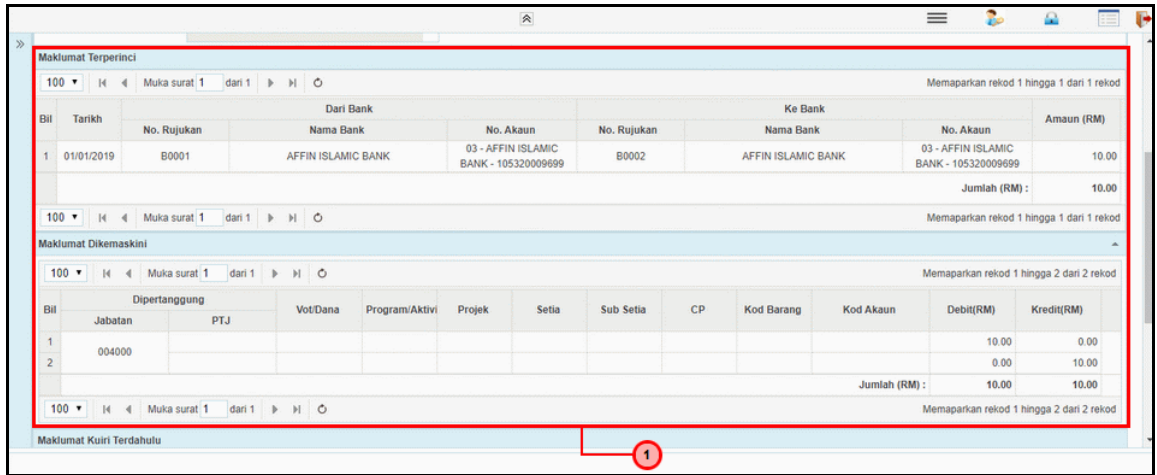 Maklumat Terperinci
100 Muka surat 1 dari 1 Memaparkan rekod 1 hingga 1 dari 1 rekod
Bil Tarikh Dari Bank Ke Bank Amaun (RM)
No. Rujukan Nama Bank No. Akaun No. Rujukan Nama Bank No. Akaun
1 01/01/2019 B0001 AFFIN ISLAMIC BANK 03 - AFFIN ISLAMIC BANK - 105320009699 B0002 AFFIN ISLAMIC BANK 03 - AFFIN ISLAMIC BANK - 105320009699 10.00
Jumlah (RM) : 10.00
100 Muka surat 1 dari 1 Memaparkan rekod 1 hingga 1 dari 1 rekod
Maklumat Dikemaskini
100 Muka surat 1 dari 1 Memaparkan rekod 1 hingga 2 dari 2 rekod
Bil Dipertanggung Vot/Dana Program/Aktivi Projek Setia Sub Setia CP Kod Barang Kod Akaun Debit(RM) Kredit(RM)
Jabatan PTJ
1 004000 10.00 0.00
2 0.00 10.00
Jumlah (RM) : 10.00 10.00
100 Muka surat 1 dari 1 Memaparkan rekod 1 hingga 2 dari 2 rekod
Maklumat Kuiri Terdahulu
1